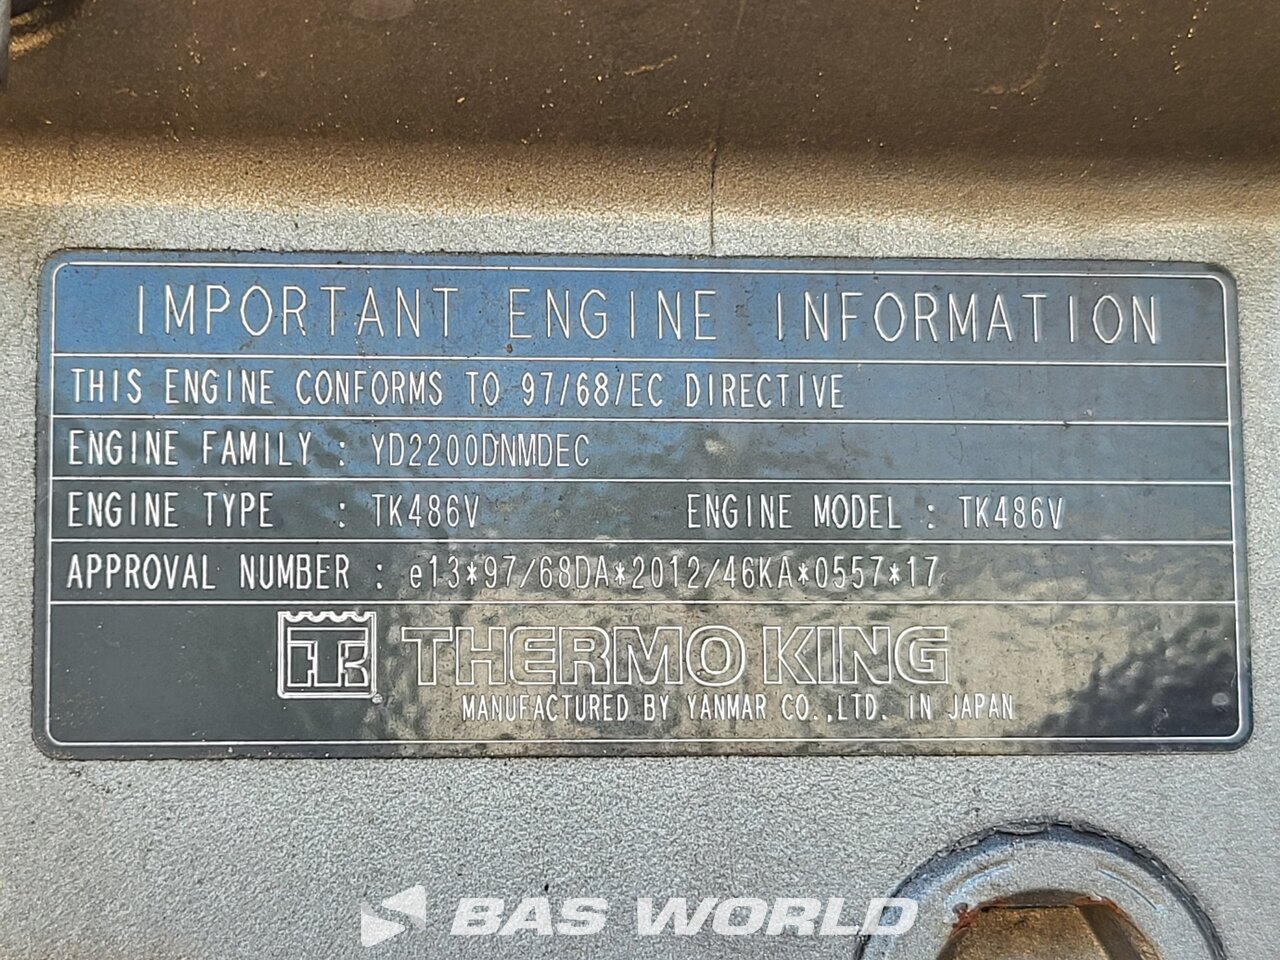 IMPORTANT ENGINE INFORMATION
THIS ENGINE CONFORMS TO 97/68/EC DIRECTIVE
ENGINE FAMILY : YD2200DNMDEC
ENGINE TYPE : TK486V ENGINE MODEL : TK486V
APPROVAL NUMBER : e13*97/68DA*2012/46KA*0557*17
TK THERMO KING
MANUFACTURED BY YANMAR CO.,LTD. IN JAPAN
BAS WORLD